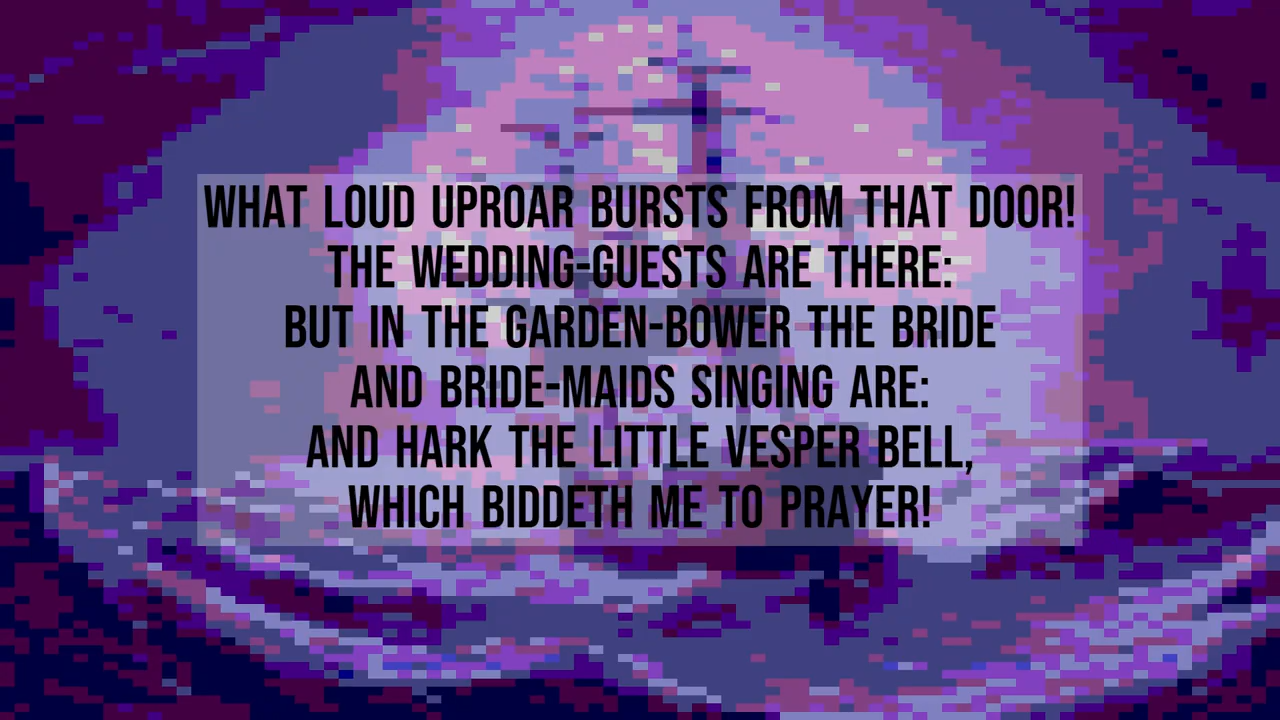 WHAT LOUD UPROAR BURSTS FROM THAT DOOR!
THE WEDDING-GUESTS ARE THERE:
BUT IN THE GARDEN-BOWER THE BRIDE
AND BRIDE-MAIDS SINGING ARE:
AND HARK THE LITTLE VESPER BELL,
WHICH BIDDETH ME TO PRAYER!